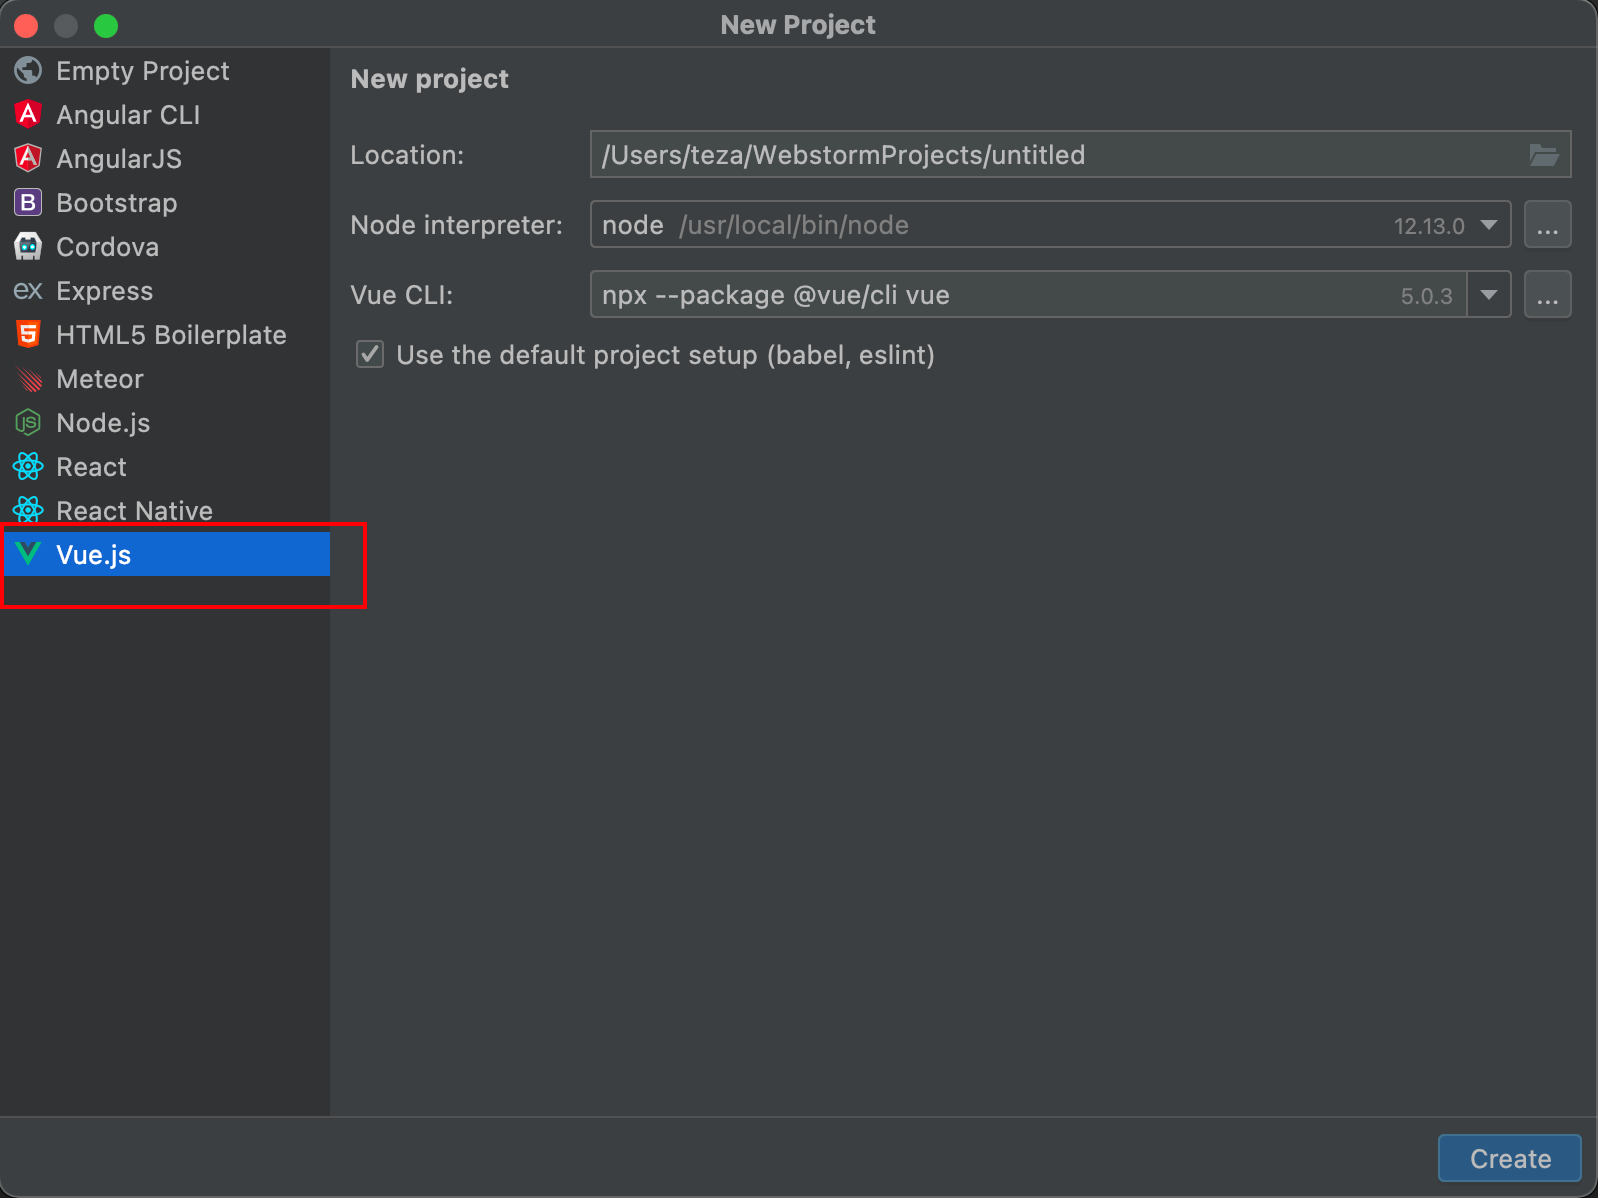 New Project
Empty Project
Angular CLI
AngularJS
Bootstrap
Cordova
Express
HTML5 Boilerplate
Meteor
Node.js
React
React Native
Vue.js
New project
Location: /Users/teza/WebstormProjects/untitled
Node interpreter: node /usr/local/bin/node 12.13.0 ...
Vue CLI: npx --package @vue/cli vue 5.0.3 ...
Use the default project setup (babel, eslint)
Create